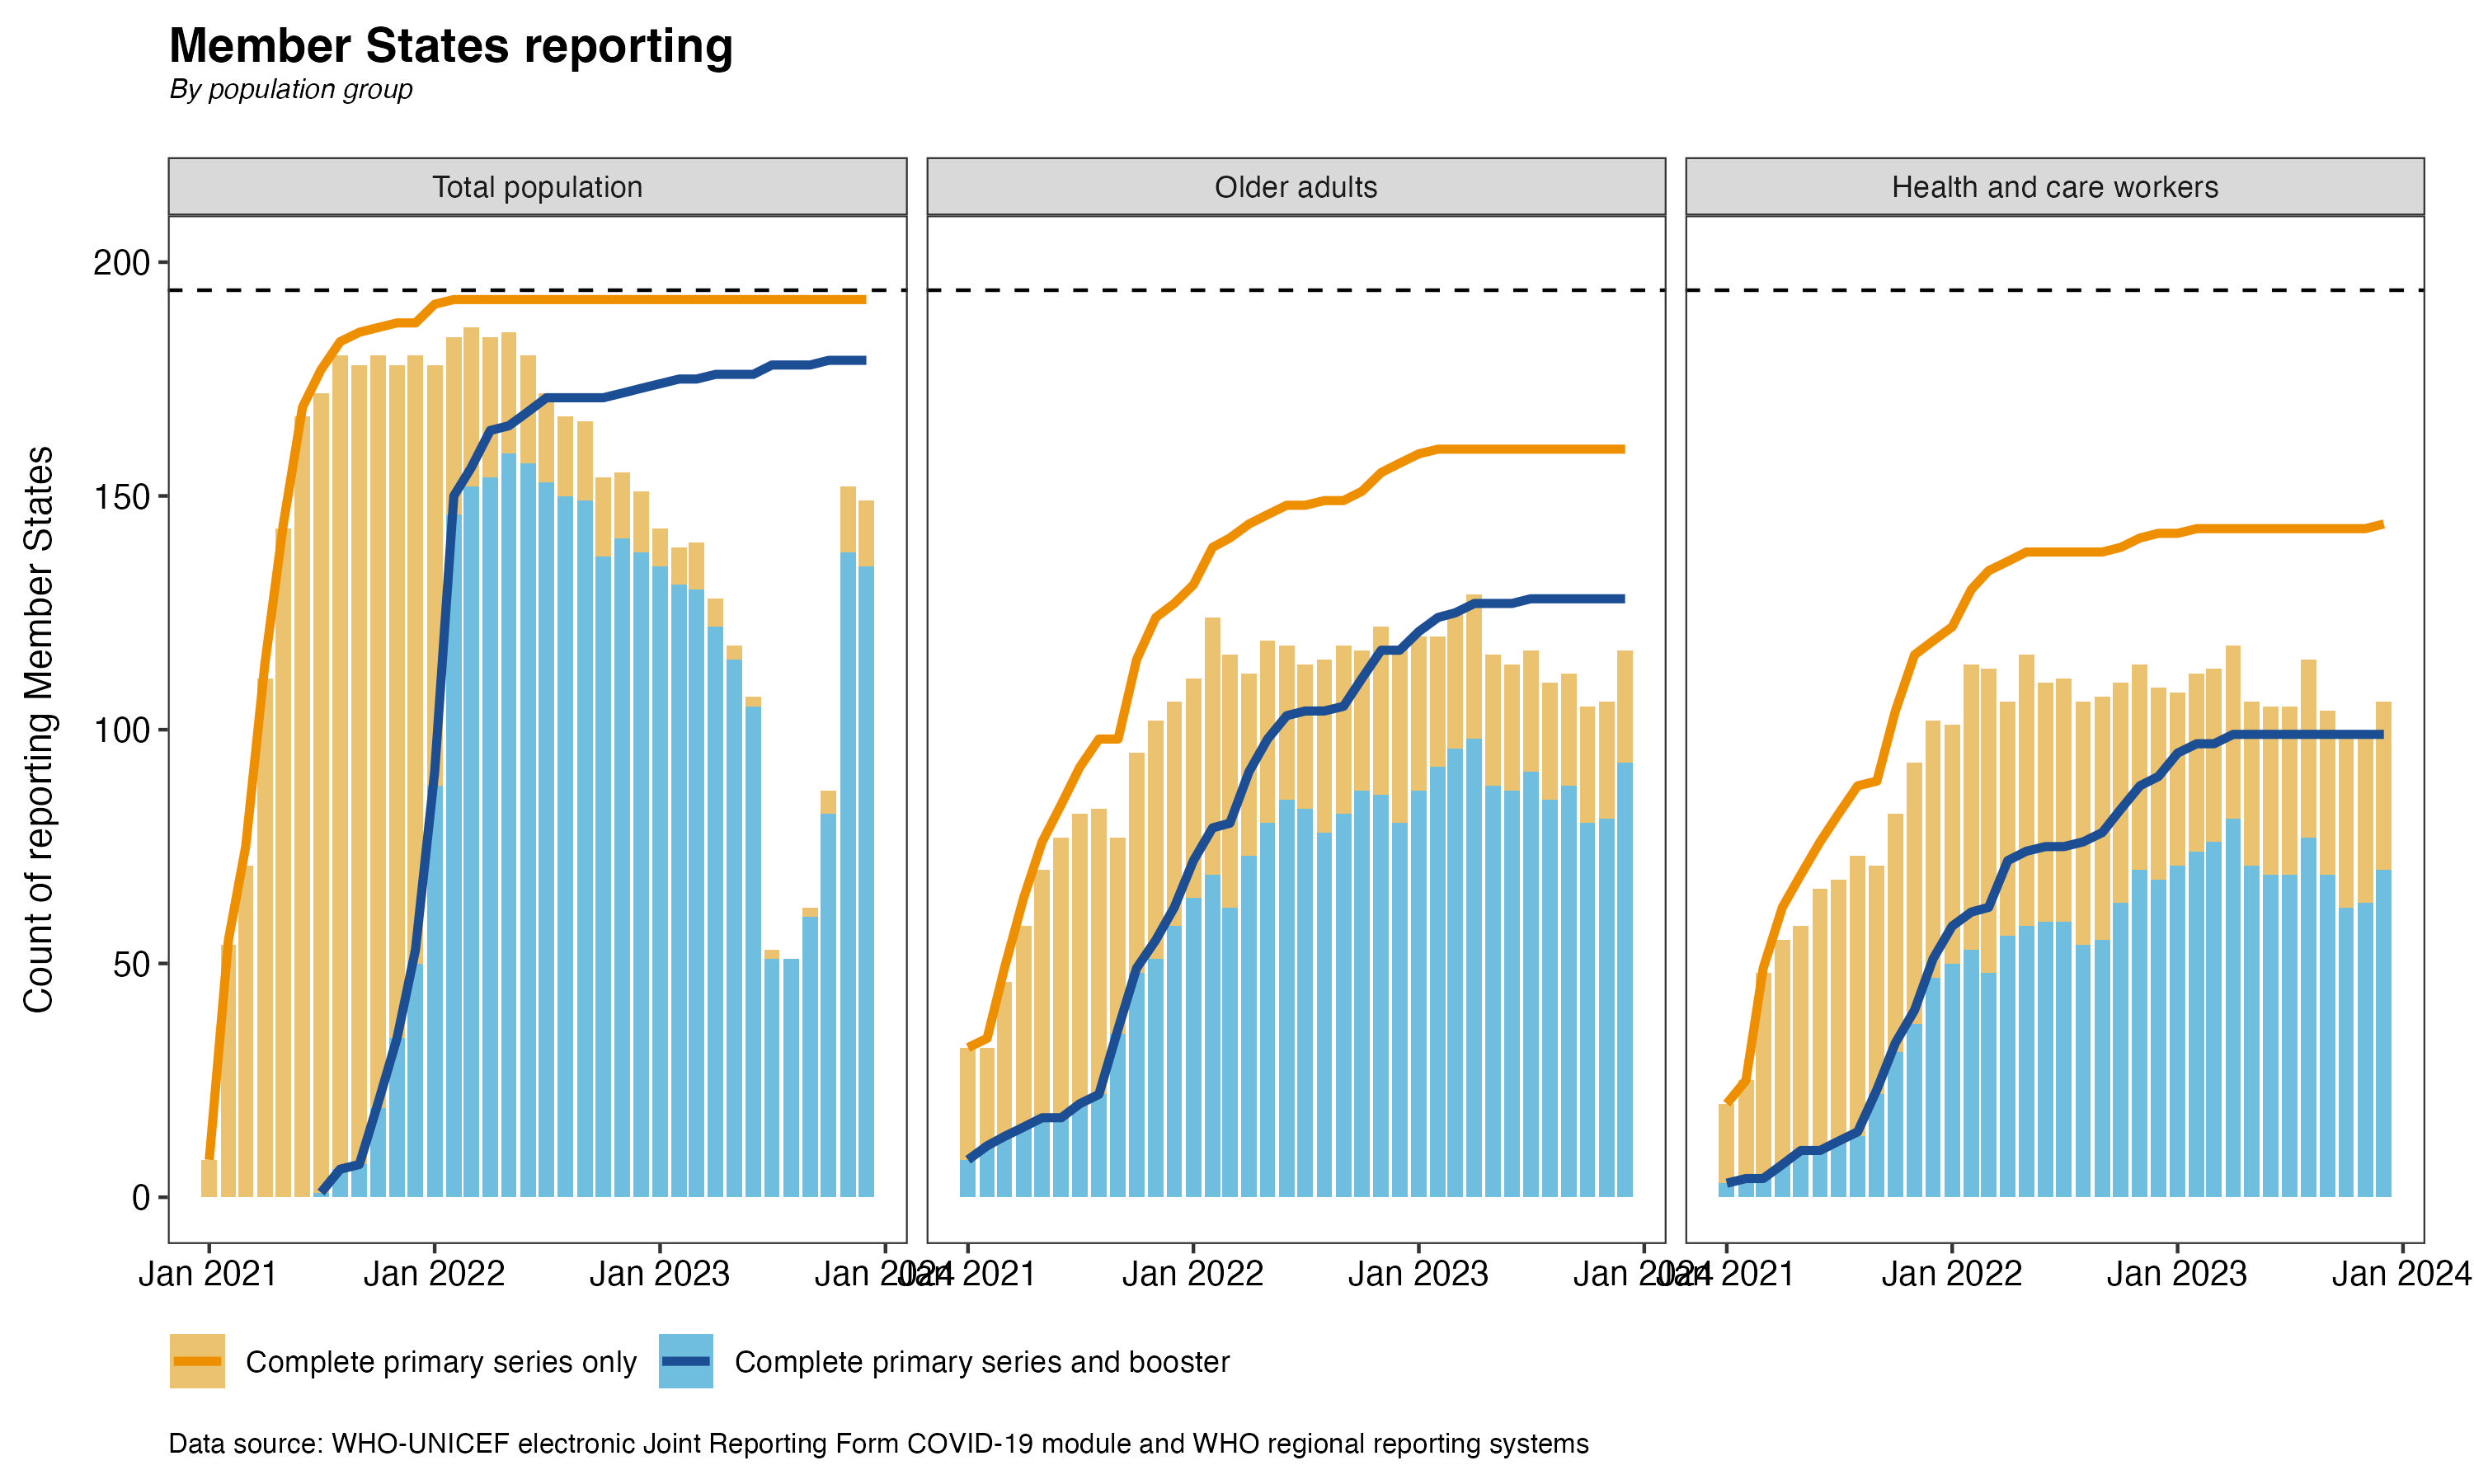 Member States reporting
By population group
Total population
Older adults
Health and care workers
Count of reporting Member States
200
150
100
50
0
Jan 2021 Jan 2022 Jan 2023 Jan 2024
Jan 2021 Jan 2022 Jan 2023 Jan 2024
Jan 2021 Jan 2022 Jan 2023 Jan 2024
Complete primary series only
Complete primary series and booster
Data source: WHO-UNICEF electronic Joint Reporting Form COVID-19 module and WHO regional reporting systems